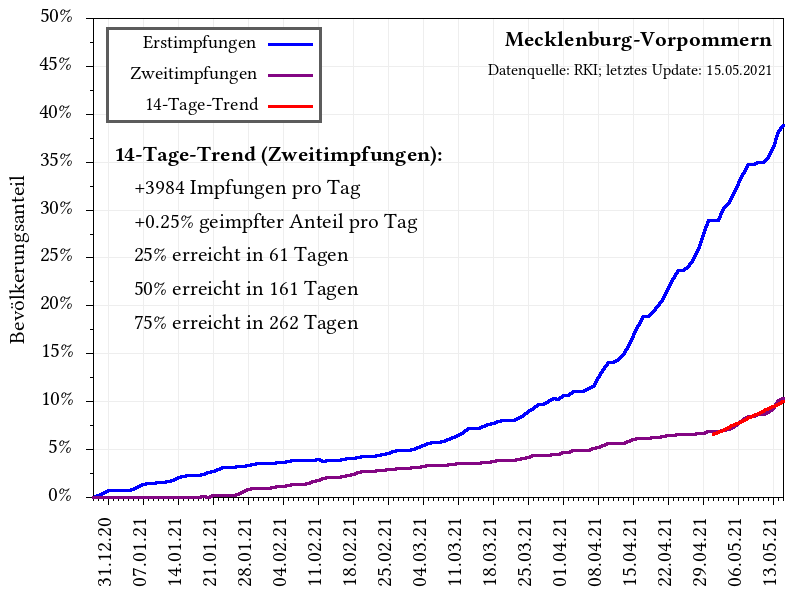 50%
45%
40%
35%
30%
25%
20%
15%
10%
5%
0%
Bevölkerungsanteil
Erstimpfungen
Zweitimpfungen
14-Tage-Trend
Mecklenburg-Vorpommern
Datenquelle: RKI; letztes Update: 15.05.2021
14-Tage-Trend (Zweitimpfungen):
+3984 Impfungen pro Tag
+0.25% geimpfter Anteil pro Tag
25% erreicht in 61 Tagen
50% erreicht in 161 Tagen
75% erreicht in 262 Tagen
31.12.20
07.01.21
14.01.21
21.01.21
28.01.21
04.02.21
11.02.21
18.02.21
25.02.21
04.03.21
11.03.21
18.03.21
25.03.21
01.04.21
08.04.21
15.04.21
22.04.21
29.04.21
06.05.21
13.05.21